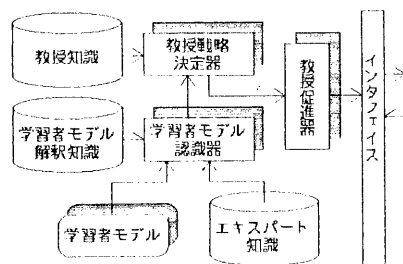 教授知識
教授戦略
決定器
学習者モデル
解釈知識
学習者モデル
認識器
教授促進器
インタフェイス
学習者モデル
エキスパート
知識